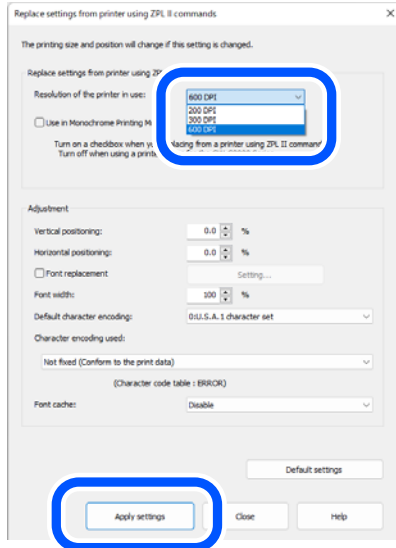 Replace settings from printer using ZPL II commands
The printing size and position will change if this setting is changed.
Replace settings from printer using
Resolution of the printer in use:
600 DPI
200 DPI
300 DPI
600 DPI
Use in Monochrome Printing
Turn on a checkbox when
lacing from a printer using ZPL II
Turn off when using a
Adjustment
Vertical positioning: 0.0 %
Horizontal positioning: 0.0 %
Font replacement Setting...
Font width: 100 %
Default character encoding: 0:U.S.A. 1 character set
Character encoding used:
Not fixed (Conform to the print data)
(Character code table : ERROR)
Font cache: Disable
Default settings
Apply settings Close Help